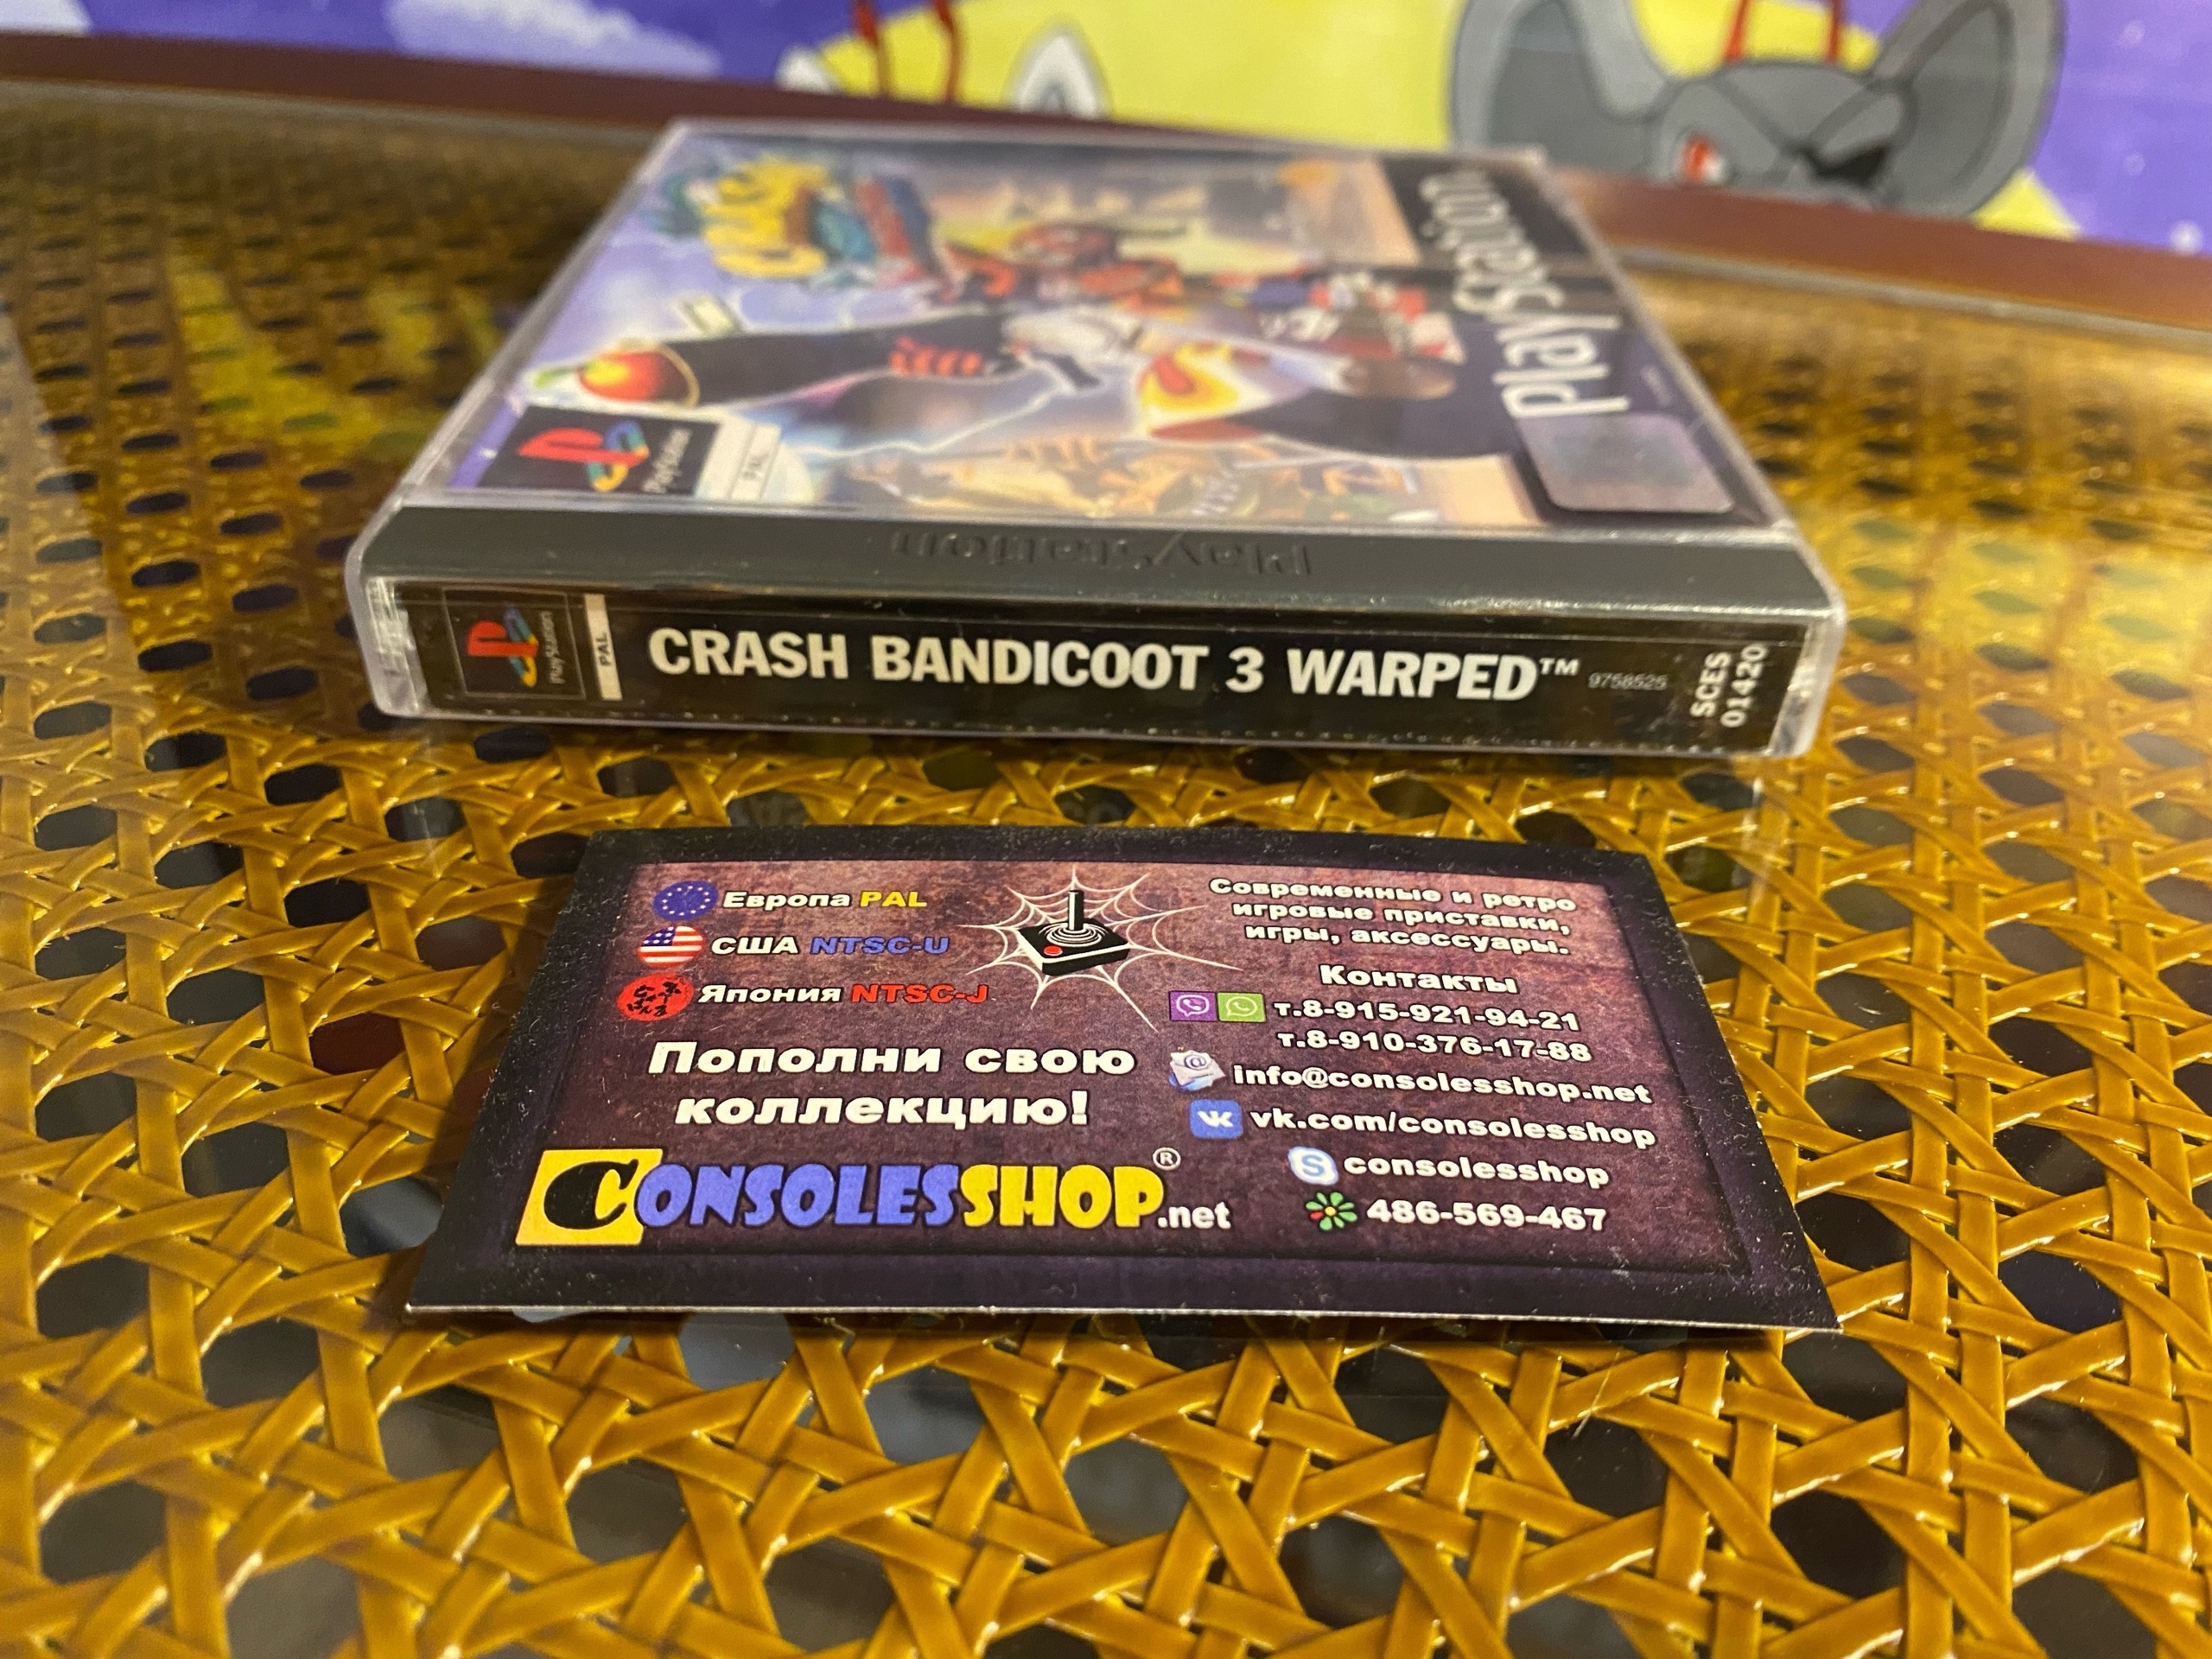 PlayStation
PlayStation
PAL
PlayStation
PlayStation
PAL
CRASH BANDICOOT 3 WARPED™
9758525
SCES
01420
Европа PAL
США NTSC-U
Япония NTSC-J
Пополни свою
коллекцию!
CONSOLESSHOP®.net
Современные и ретро
игровые приставки,
игры, аксессуары.
Контакты
т.8-915-921-94-21
т.8-910-376-17-88
info@consolesshop.net
vk.com/consolesshop
consolesshop
486-569-467